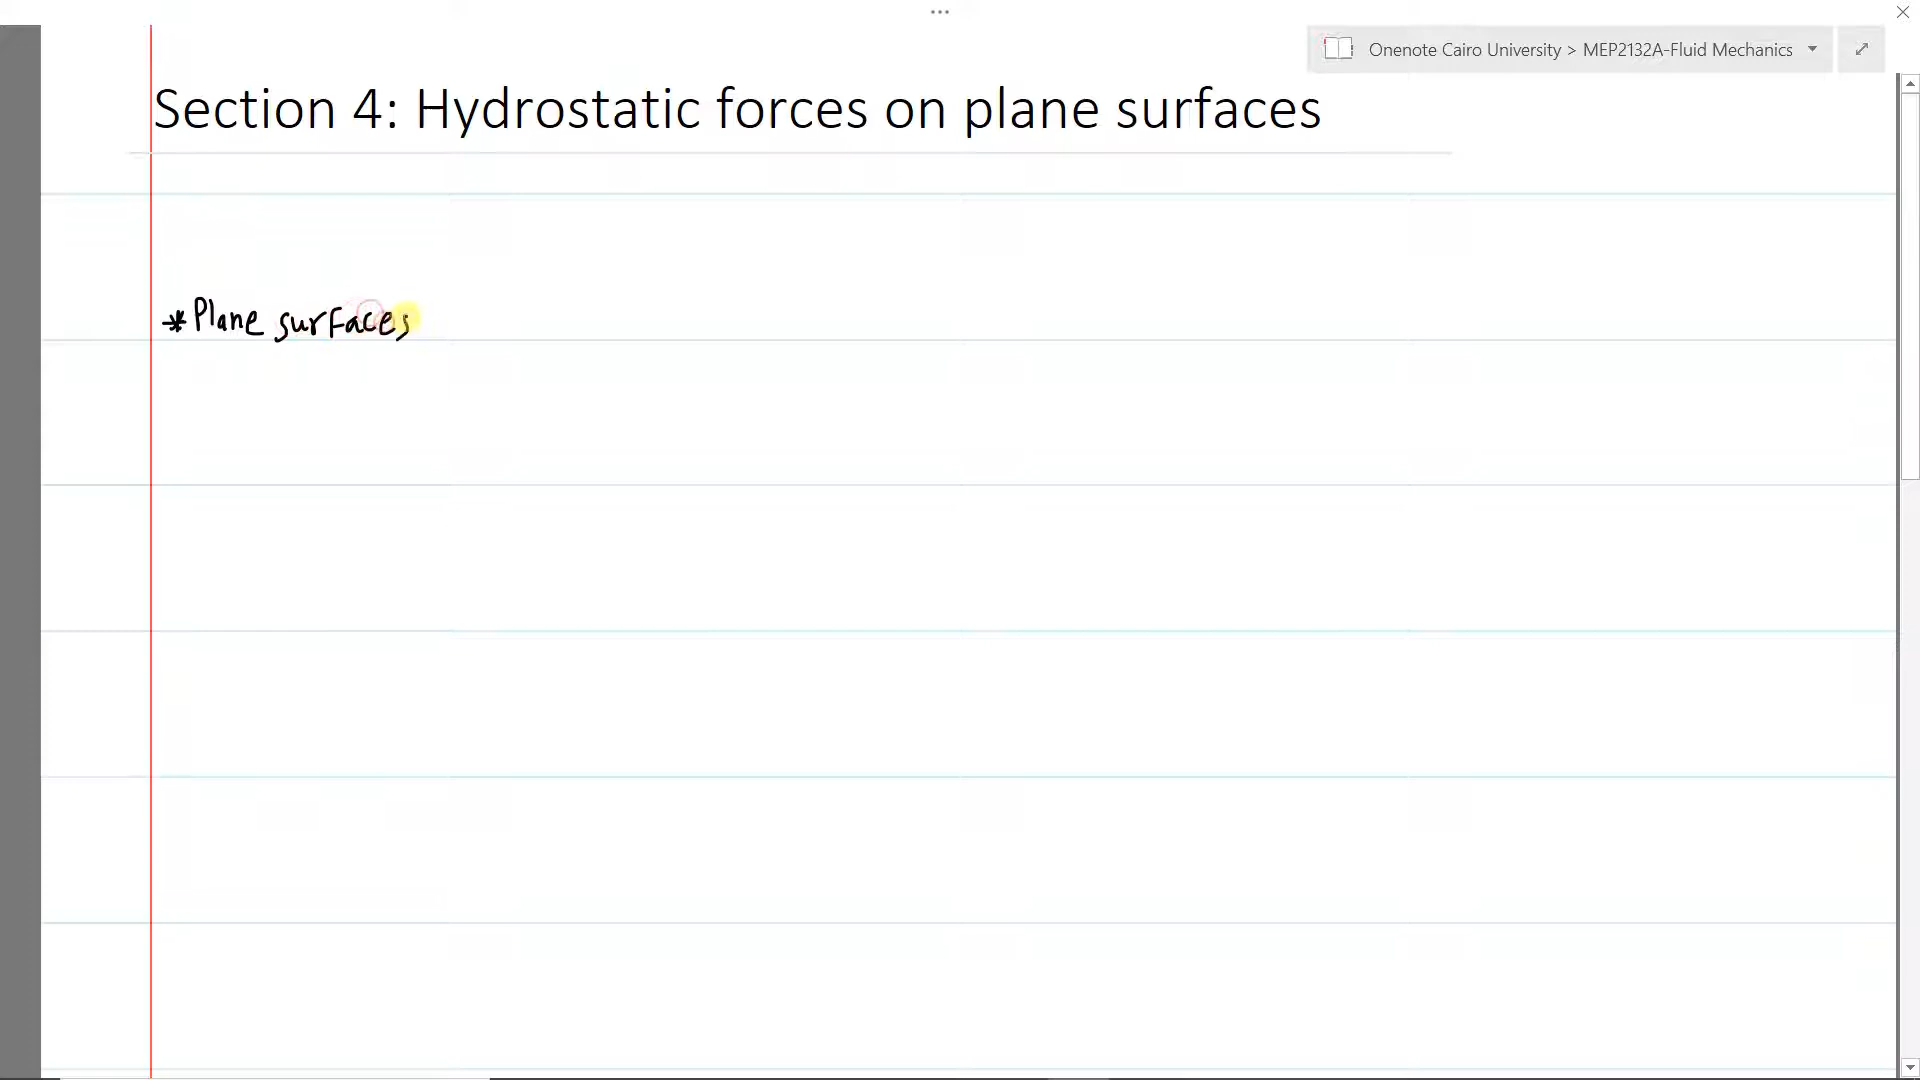 Onenote Cairo University > MEP2132A-Fluid Mechanics
Section 4: Hydrostatic forces on plane surfaces
* Plane surfaces